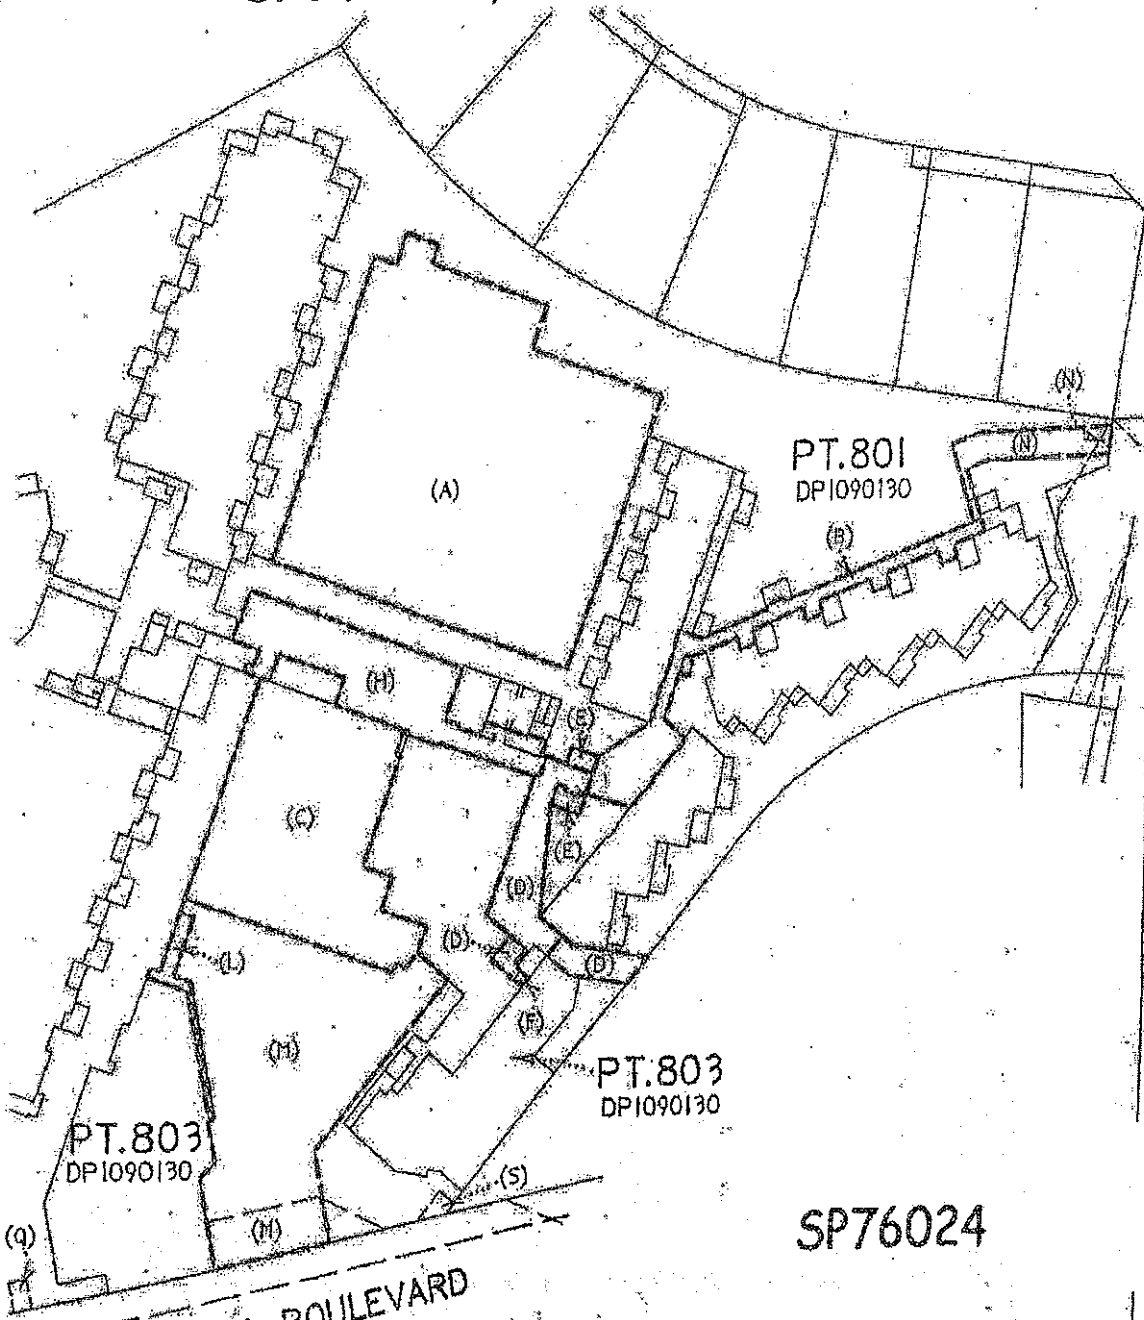 (N)
PT.801
DP1090130
(N)
(A)
(B)
(H)
(E)
(C)
(E)
(D)
(D)
(L)
(D)
(F)
(M)
PT.803
DP1090130
PT.803
DP1090130
(S)
(M)
SP76024
(Q)
BOULEVARD